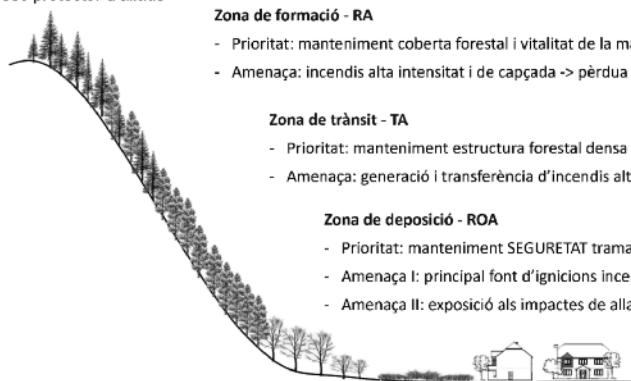 protector d'allaus
Zona de formació - RA
- Prioritat: manteniment coberta forestal i vitalitat de la
- Amenaça: incendis alta intensitat i de capçada -> pèrdua
Zona de trànsit - TA
- Prioritat: manteniment estructura forestal densa
- Amenaça: generació i transferència d'incendis
Zona de deposició - ROA
- Prioritat: manteniment SEGURETAT
- Amenaça I: principal font d'ignicions
- Amenaça II: exposició als impactes de